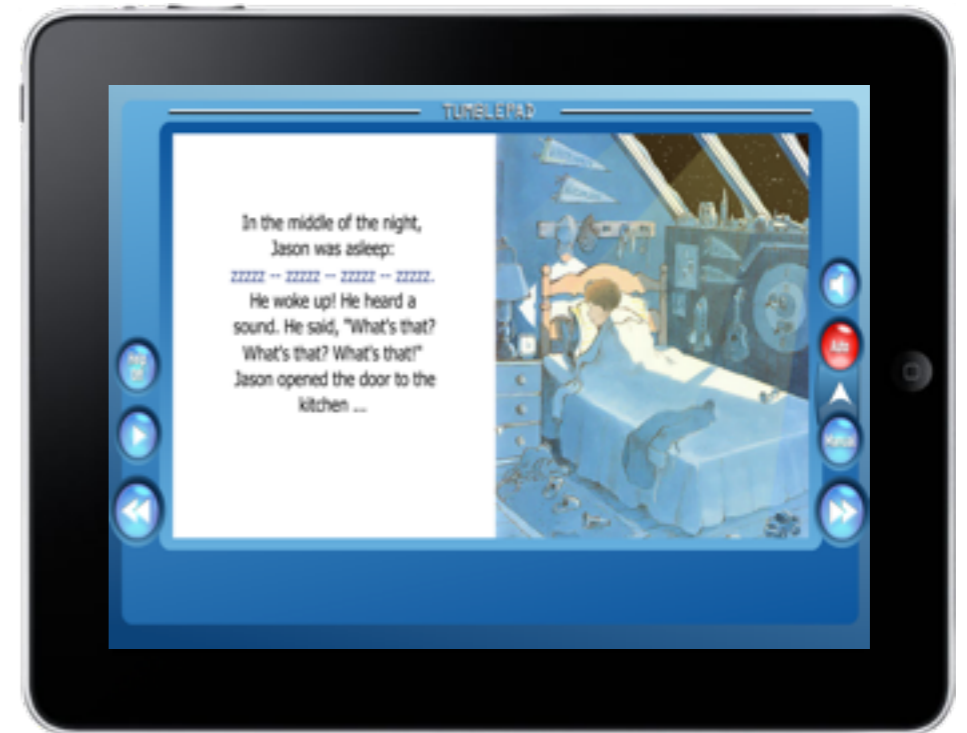 TUMBLEPAD
In the middle of the night,
Jason was asleep:
zzzzz -- zzzzz -- zzzzz -- zzzzz.
He woke up! He heard a
sound. He said, "What's that?
What's that? What's that!"
Jason opened the door to the
kitchen ...
Auto
Manual